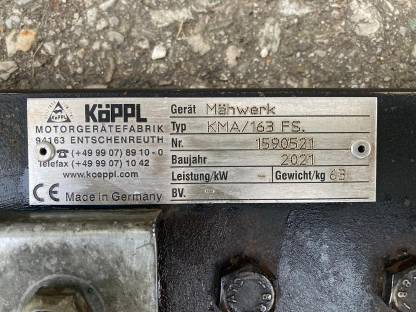 KÖPPL
MOTORGERÄTEFABRIK
94163 ENTSCHENREUTH
☎ (+49 99 07) 89 10 - 0
Telefax (+49 99 07) 10 42
www.koeppl.com
CE Made in Germany
Gerät Mähwerk
Typ KMA/163 FS.
Nr. 1590521
Baujahr 2021
Leistung/kW - Gewicht/kg 63
BV.
8.8